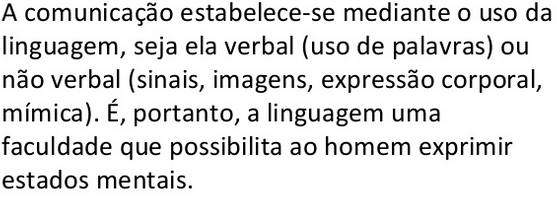 A comunicação estabelece-se mediante o uso da
linguagem, seja ela verbal (uso de palavras) ou
não verbal (sinais, imagens, expressão corporal,
mímica). É, portanto, a linguagem uma
faculdade que possibilita ao homem exprimir
estados mentais.